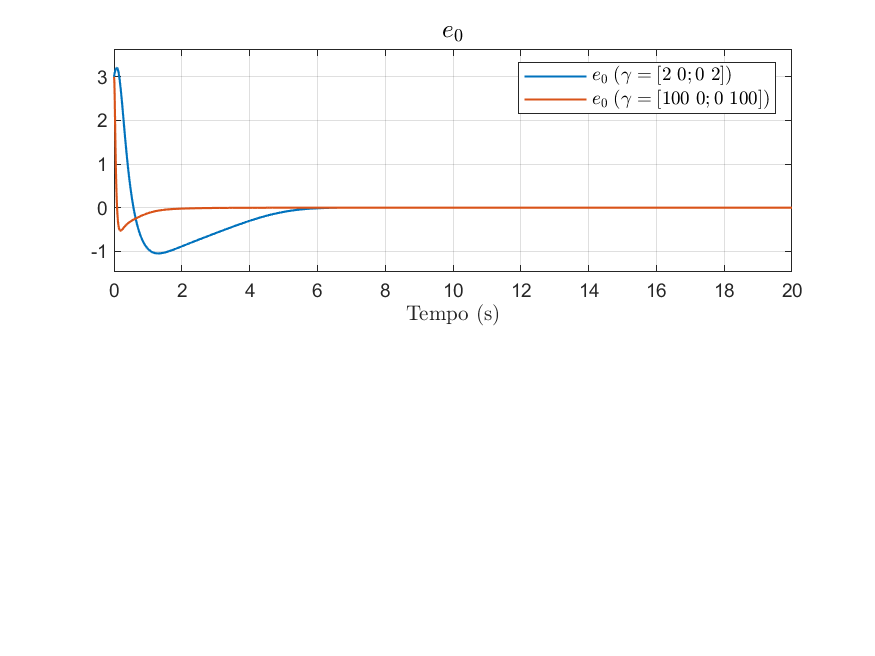 e₀
e₀ (γ = [2 0; 0 2])
e₀ (γ = [100 0; 0 100])
3
2
1
0
-1
0 2 4 6 8 10 12 14 16 18 20
Tempo (s)